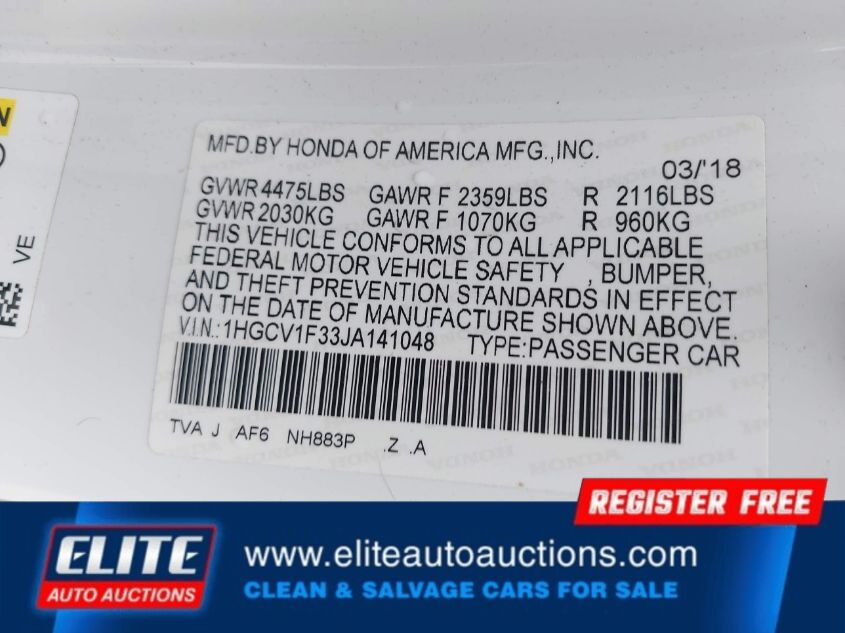 N
VE
MFD.BY HONDA OF AMERICA MFG.,INC.
03/'18
GVWR 4475LBS GAWR F 2359LBS R 2116LBS
GVWR 2030KG GAWR F 1070KG R 960KG
THIS VEHICLE CONFORMS TO ALL APPLICABLE
FEDERAL MOTOR VEHICLE SAFETY , BUMPER,
AND THEFT PREVENTION STANDARDS IN EFFECT
ON THE DATE OF MANUFACTURE SHOWN ABOVE.
V.I.N.:1HGCV1F33JA141048 TYPE:PASSENGER CAR
TVA J AF6 NH883P .Z .A
REGISTER FREE
ELITE
AUTO AUCTIONS
www.eliteautoauctions.com
CLEAN & SALVAGE CARS FOR SALE